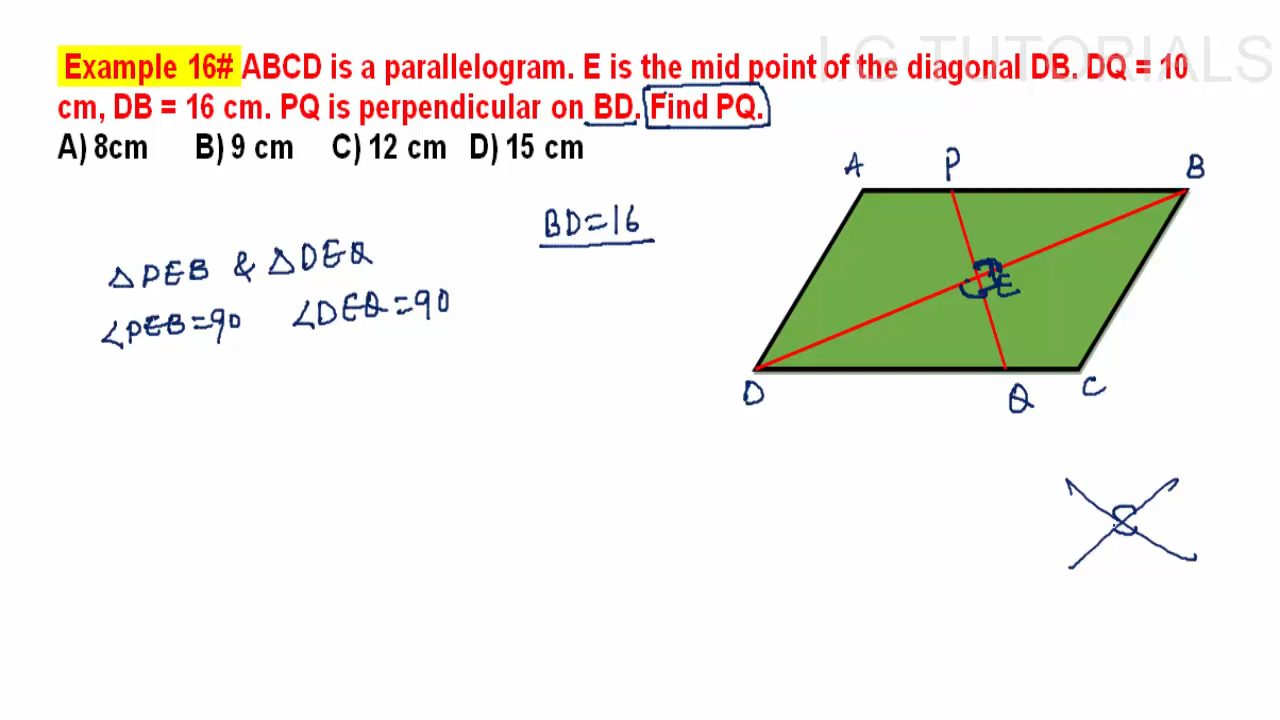 LG TUTORIALS
Example 16# ABCD is a parallelogram. E is the mid point of the diagonal DB. DQ = 10
cm, DB = 16 cm. PQ is perpendicular on BD. Find PQ.
A) 8cm B) 9 cm C) 12 cm D) 15 cm
A P B
BD=16
△PEB & △DEQ
∠PEB=90 ∠DEQ=90
E
D Q C